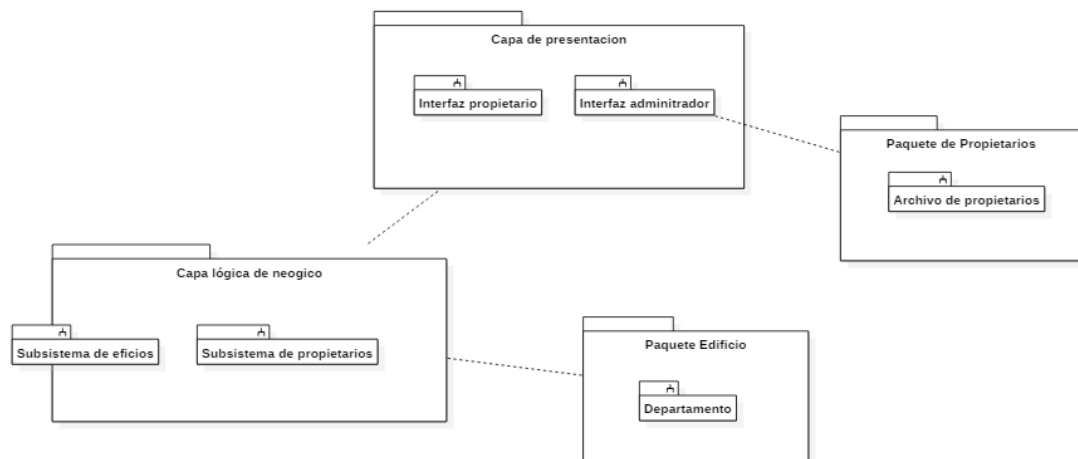 Capa de presentacion
Interfaz propietario
Interfaz adminitrador
Paquete de Propietarios
Archivo de propietarios
Capa lógica de neogico
Subsistema de eficios
Subsistema de propietarios
Paquete Edificio
Departamento